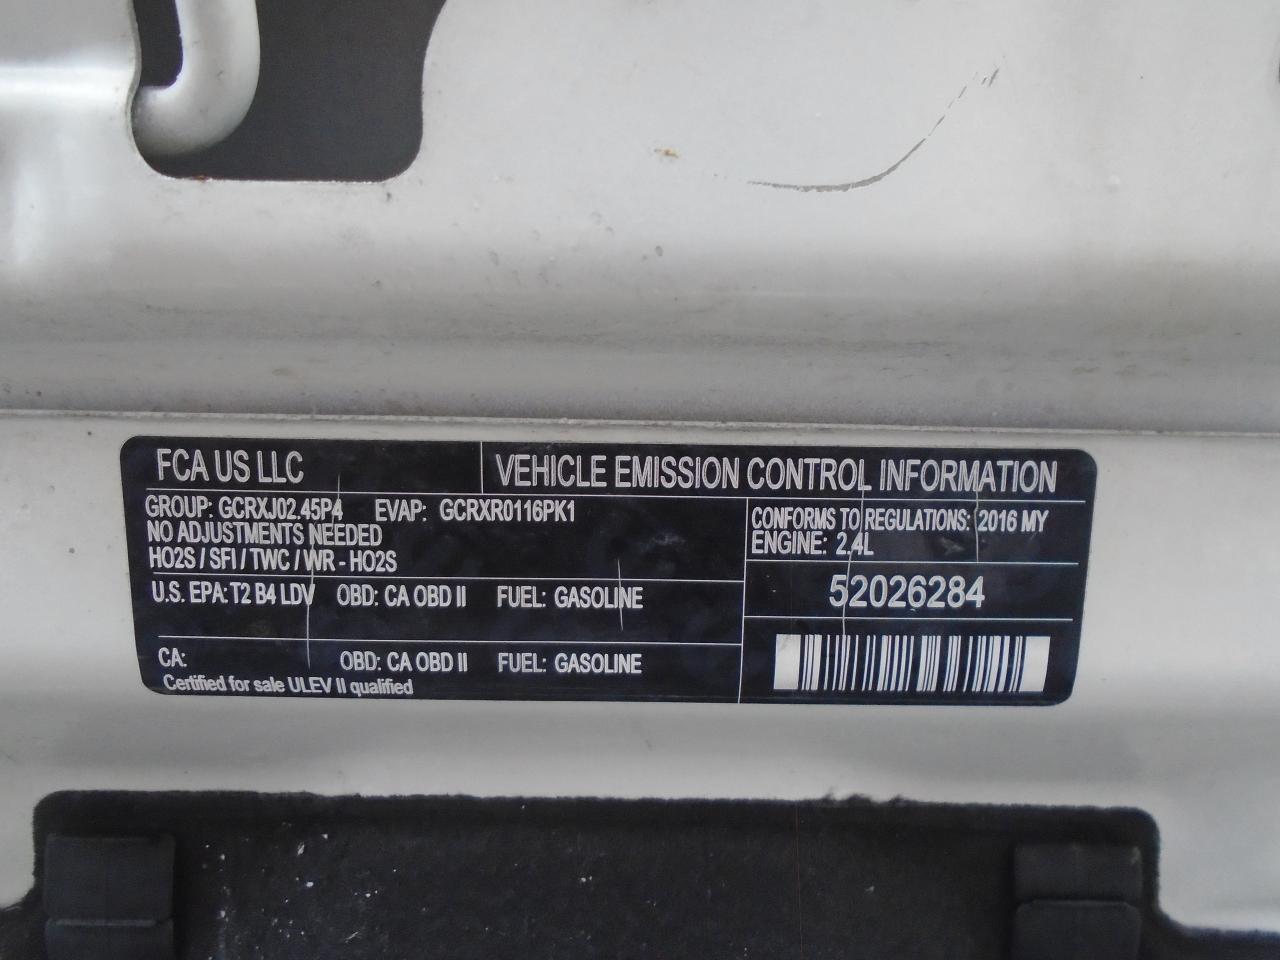 FCA US LLC
VEHICLE EMISSION CONTROL INFORMATION
GROUP: GCRXJ02.45P4 EVAP: GCRXR0116PK1
NO ADJUSTMENTS NEEDED
HO2S / SFI / TWC / WR - HO2S
CONFORMS TO REGULATIONS: 2016 MY
ENGINE: 2.4L
U.S. EPA: T2 B4 LDV OBD: CA OBD II FUEL: GASOLINE
52026284
CA: OBD: CA OBD II FUEL: GASOLINE
Certified for sale ULEV II qualified